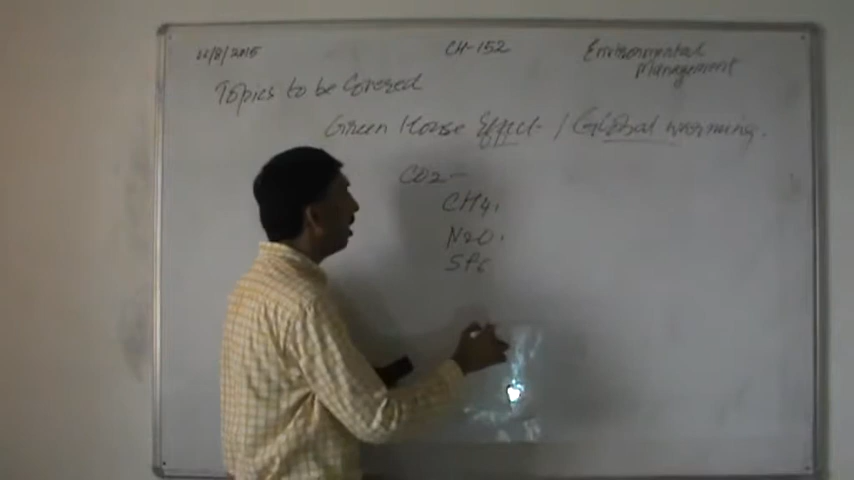 22/8/2015 CH-152 Environmental Management
Topics to be Covered
Green House Effect / Global warming.
CO2 -
CH4,
N2O,
SF6